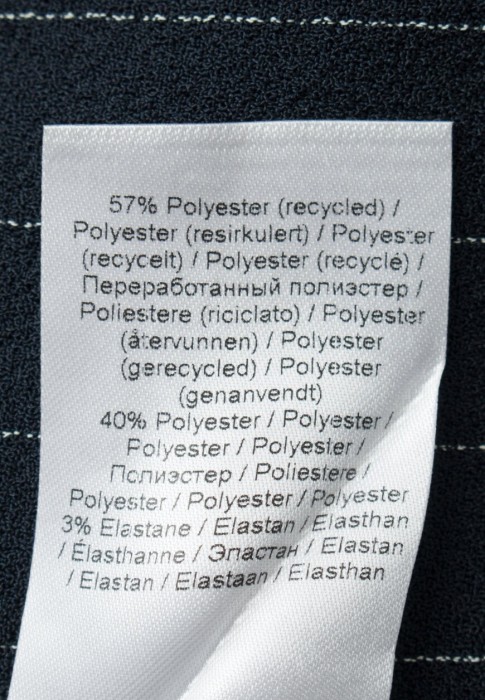 57% Polyester (recycled) /
Polyester (resirkulert) / Polyester
(recycelt) / Polyester (recyclé) /
Переработанный полиэстер /
Poliestere (riciclato) / Polyester
(återvunnen) / Polyester
(gerecycled) / Polyester
(genanvendt)
40% Polyester / Polyester /
Polyester / Polyester /
Полиэстер / Poliestere /
Polyester / Polyester / Polyester
3% Elastane / Elastan / Elasthan
/ Élasthanne / Эластан / Elastan
/ Elastan / Elastaan / Elasthan